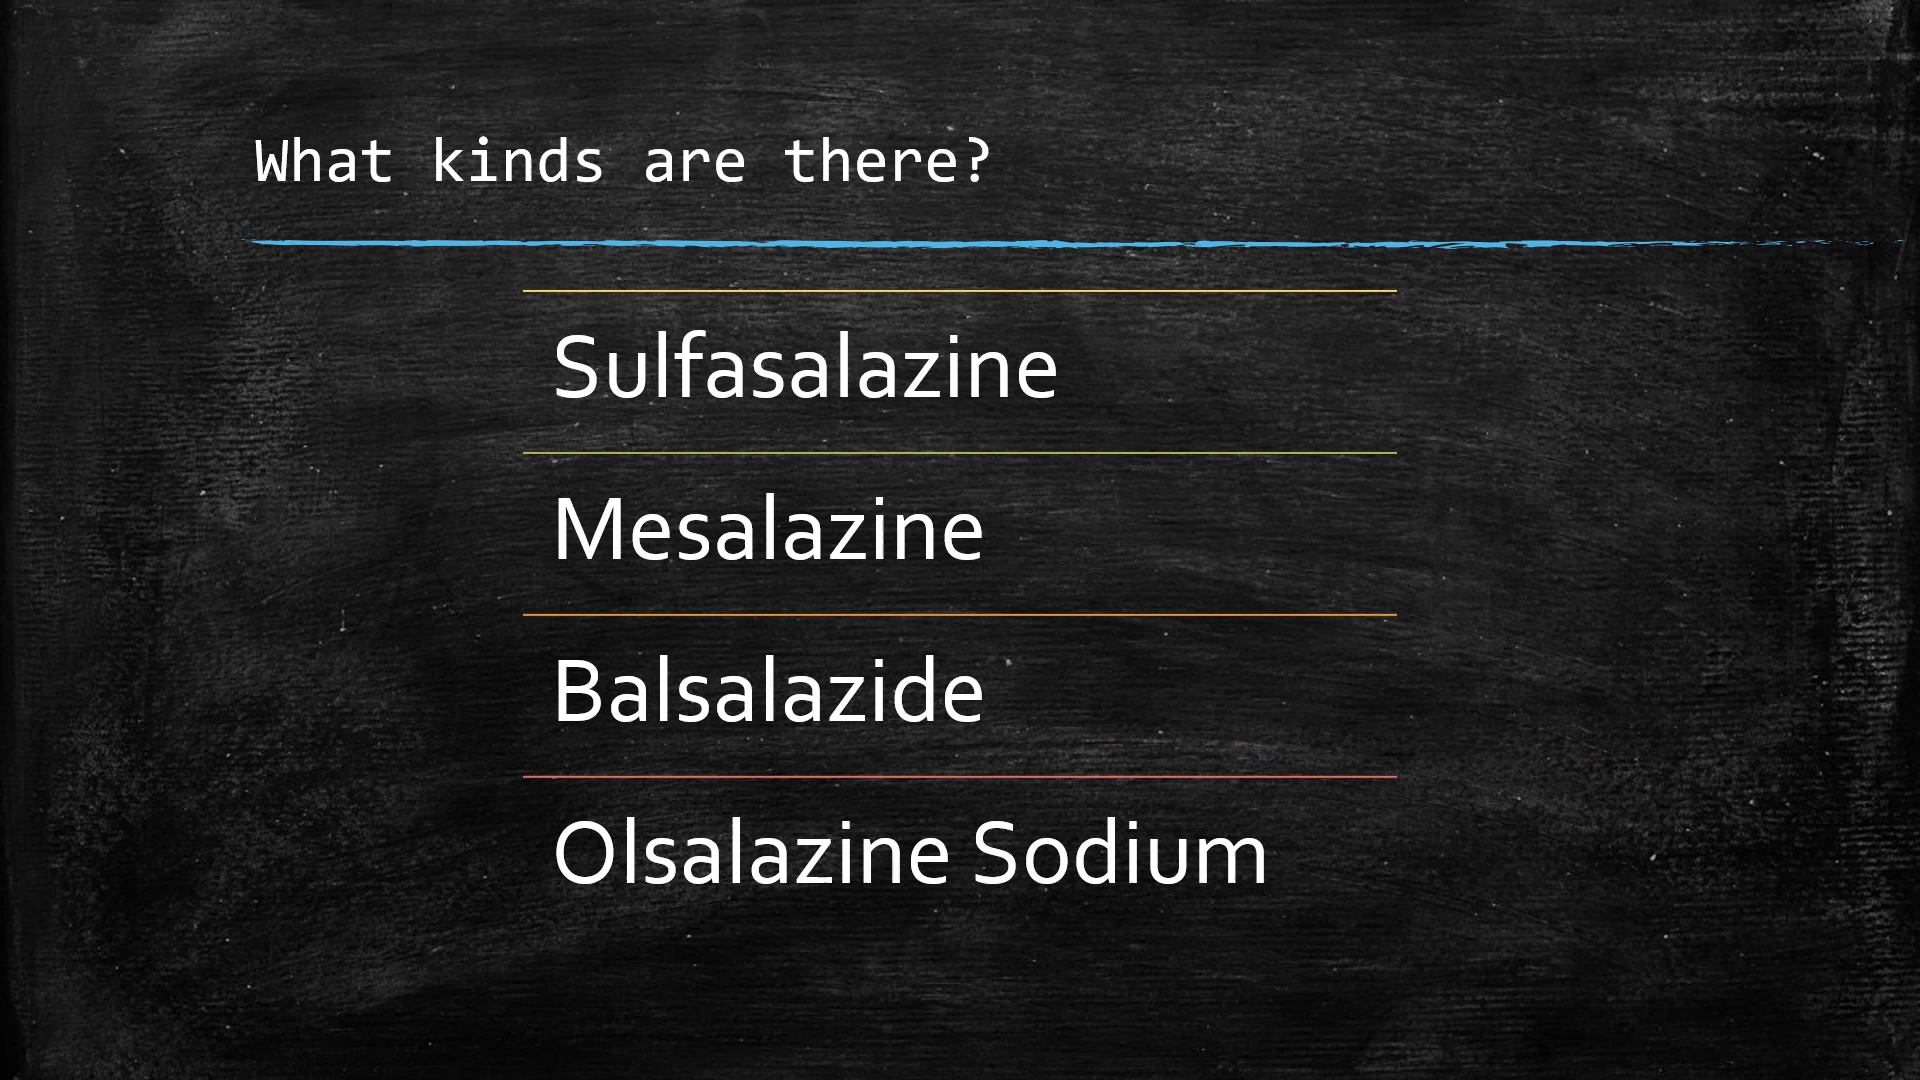 What kinds are there?
Sulfasalazine
Mesalazine
Balsalazide
Olsalazine Sodium